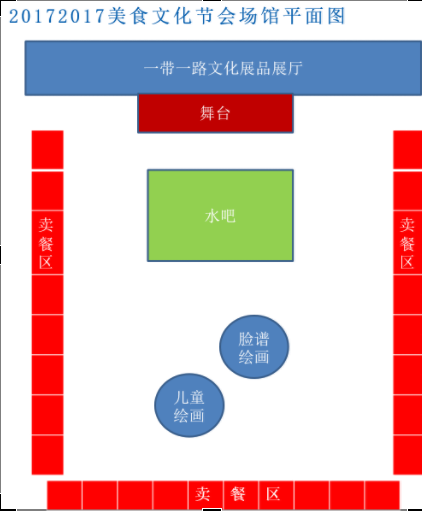 20172017美食文化节会场馆平面图
一带一路文化展品展厅
舞台
水吧
卖
餐
区
卖
餐
区
脸谱
绘画
儿童
绘画
卖 餐 区